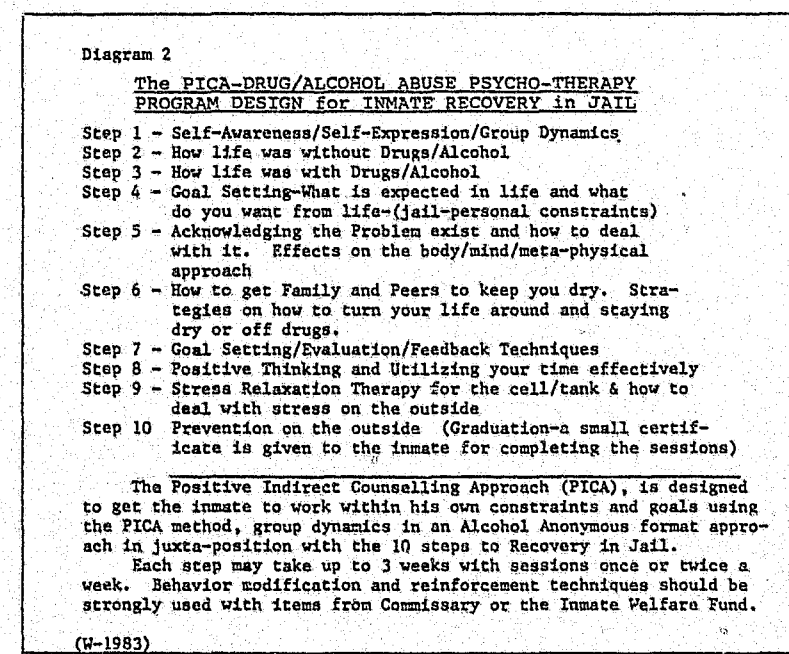 Diagram 2
The PICA-DRUG/ALCOHOL ABUSE PSYCHO-THERAPY
PROGRAM DESIGN for INMATE RECOVERY in JAIL
Step 1 - Self-Awareness/Self-Expression/Group Dynamics
Step 2 - How life was without Drugs/Alcohol
Step 3 - How life was with Drugs/Alcohol
Step 4 - Goal Setting-What is expected in life and what
do you want from life-(jail-personal constraints)
Step 5 - Acknowledging the Problem exist and how to deal
with it. Effects on the body/mind/meta-physical
approach
Step 6 - How to get Family and Peers to keep you dry. Stra-
tegies on how to turn your life around and staying
dry or off drugs.
Step 7 - Goal Setting/Evaluation/Feedback Techniques
Step 8 - Positive Thinking and Utilizing your time effectively
Step 9 - Stress Relaxation Therapy for the cell/tank & how to
deal with stress on the outside
Step 10 Prevention on the outside (Graduation-a small certif-
icate is given to the inmate for completing the sessions)
The Positive Indirect Counselling Approach (PICA), is designed
to get the inmate to work within his own constraints and goals using
the PICA method, group dynamics in an Alcohol Anonymous format appro-
ach in juxta-position with the 10 steps to Recovery in Jail.
Each step may take up to 3 weeks with sessions once or twice a
week. Behavior modification and reinforcement techniques should be
strongly used with items from Commissary or the Inmate Welfare Fund.
(W-1983)